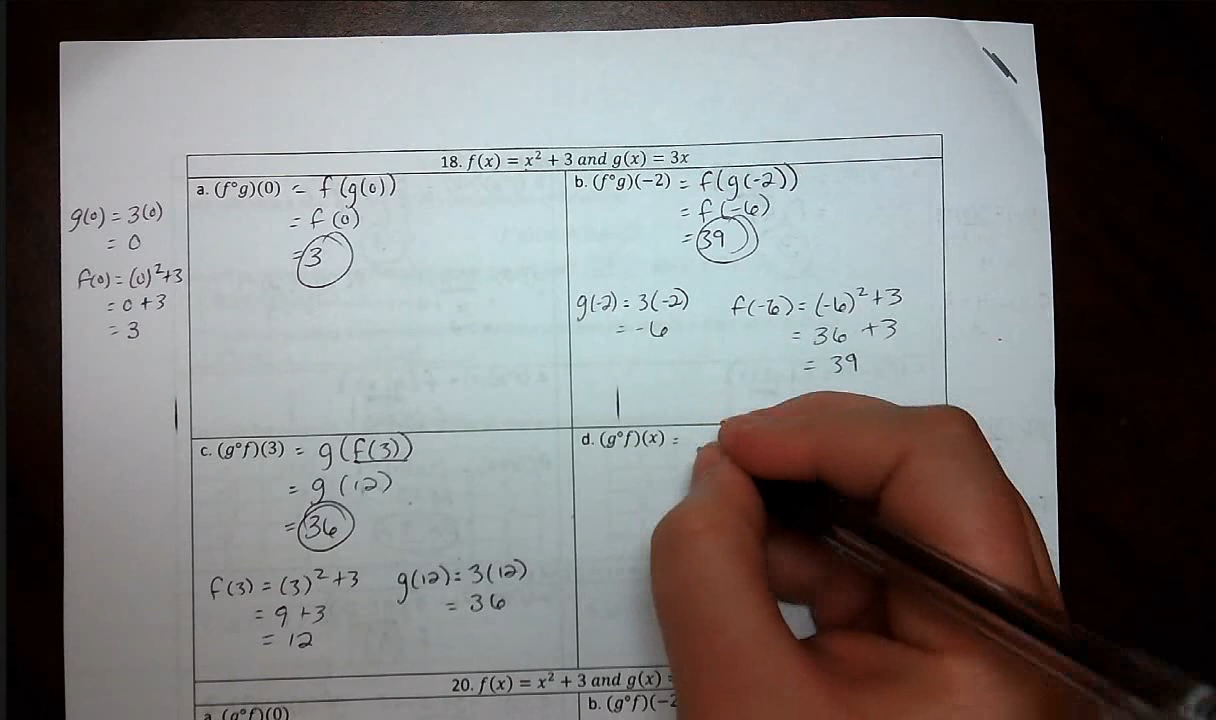 18. f(x) = x² + 3 and g(x) = 3x
a. (f°g)(0) = f(g(0))
= f(0)
= 3
g(0) = 3(0)
= 0
f(0) = (0)²+3
= 0+3
= 3
b. (f°g)(−2) = f(g(-2))
= f(-6)
= 39
g(-2) = 3(-2)
= -6
f(-6) = (-6)²+3
= 36 +3
= 39
c. (g°f)(3) = g(f(3))
= g(12)
= 36
f(3) = (3)²+3
= 9+3
= 12
g(12) = 3(12)
= 36
d. (g°f)(x) =
20. f(x) = x² + 3 and g(x) =
a. (g°f)(0)
b. (g°f)(−2